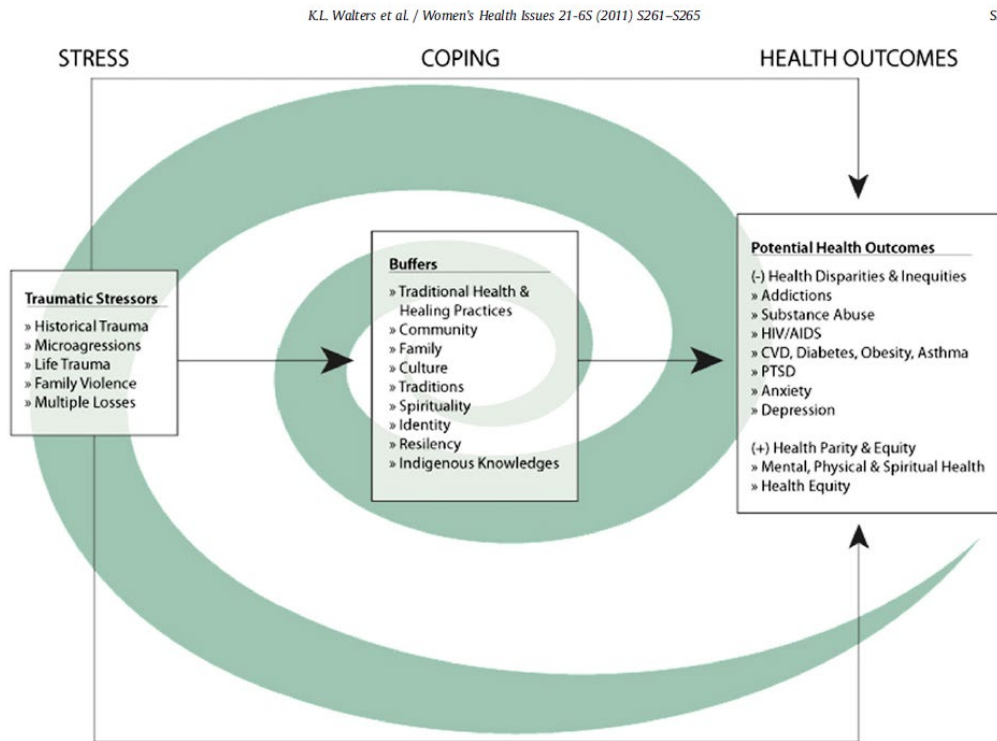 K.L. Walters et al. / Women's Health Issues 21-6S (2011) S261–S265
S
STRESS
COPING
HEALTH OUTCOMES
Traumatic Stressors
» Historical Trauma
» Microagressions
» Life Trauma
» Family Violence
» Multiple Losses
Buffers
» Traditional Health &
Healing Practices
» Community
» Family
» Culture
» Traditions
» Spirituality
» Identity
» Resilency
» Indigenous Knowledges
Potential Health Outcomes
(-) Health Disparities & Inequities
» Addictions
» Substance Abuse
» HIV/AIDS
» CVD, Diabetes, Obesity, Asthma
» PTSD
» Anxiety
» Depression
(+) Health Parity & Equity
» Mental, Physical & Spiritual Health
» Health Equity